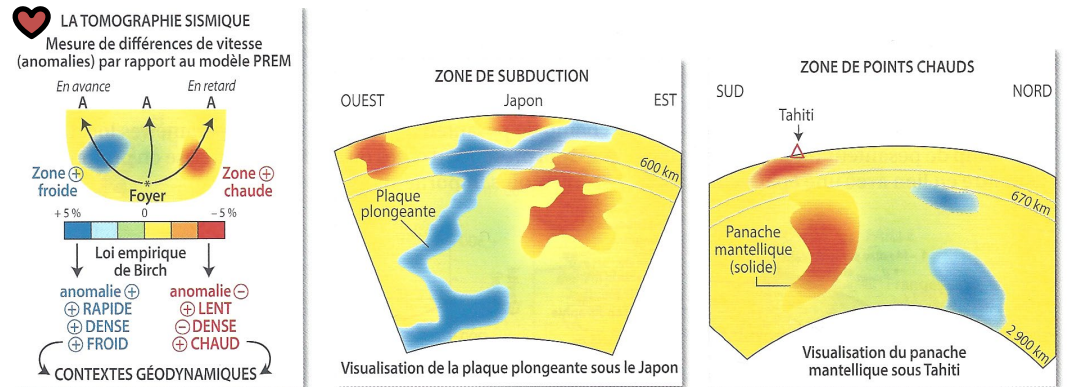 LA TOMOGRAPHIE SISMIQUE
Mesure de différences de vitesse
(anomalies) par rapport au modèle PREM
En avance
En retard
A
A
A
Zone +
froide
Zone +
chaude
Foyer
+ 5 %
0
– 5 %
Loi empirique
de Birch
anomalie +
+ RAPIDE
+ DENSE
+ FROID
anomalie –
+ LENT
– DENSE
+ CHAUD
CONTEXTES GÉODYNAMIQUES
ZONE DE SUBDUCTION
OUEST
Japon
EST
600 km
Plaque
plongeante
Visualisation de la plaque plongeante sous le Japon
ZONE DE POINTS CHAUDS
SUD
NORD
Tahiti
670 km
Panache
mantellique
(solide)
2 900 km
Visualisation du panache
mantellique sous Tahiti